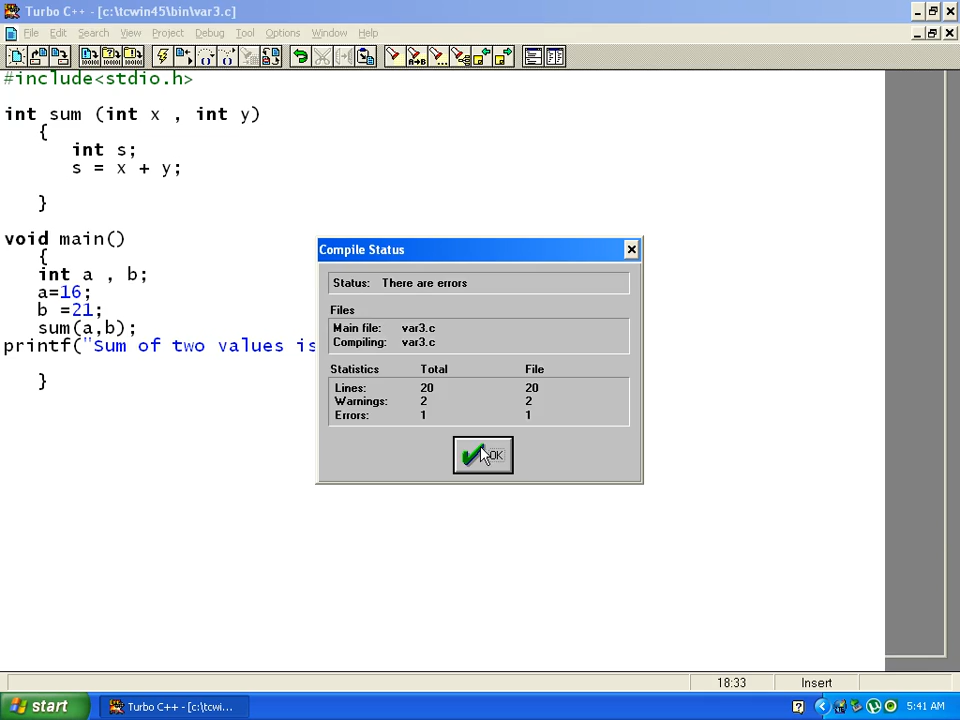 Turbo C++ - [c:\tcwin45\bin\var3.c]
File Edit Search View Project Debug Tool Options Window Help
#include<stdio.h>
int sum (int x , int y)
{
int s;
s = x + y;
}
void main()
{
int a , b;
a=16;
b =21;
sum(a,b);
printf("Sum of two values is
}
Compile Status
Status: There are errors
Files
Main file: var3.c
Compiling: var3.c
Statistics Total File
Lines: 20 20
Warnings: 2 2
Errors: 1 1
OK
18:33 Insert
start Turbo C++ - [c:\tcwi... 5:41 AM